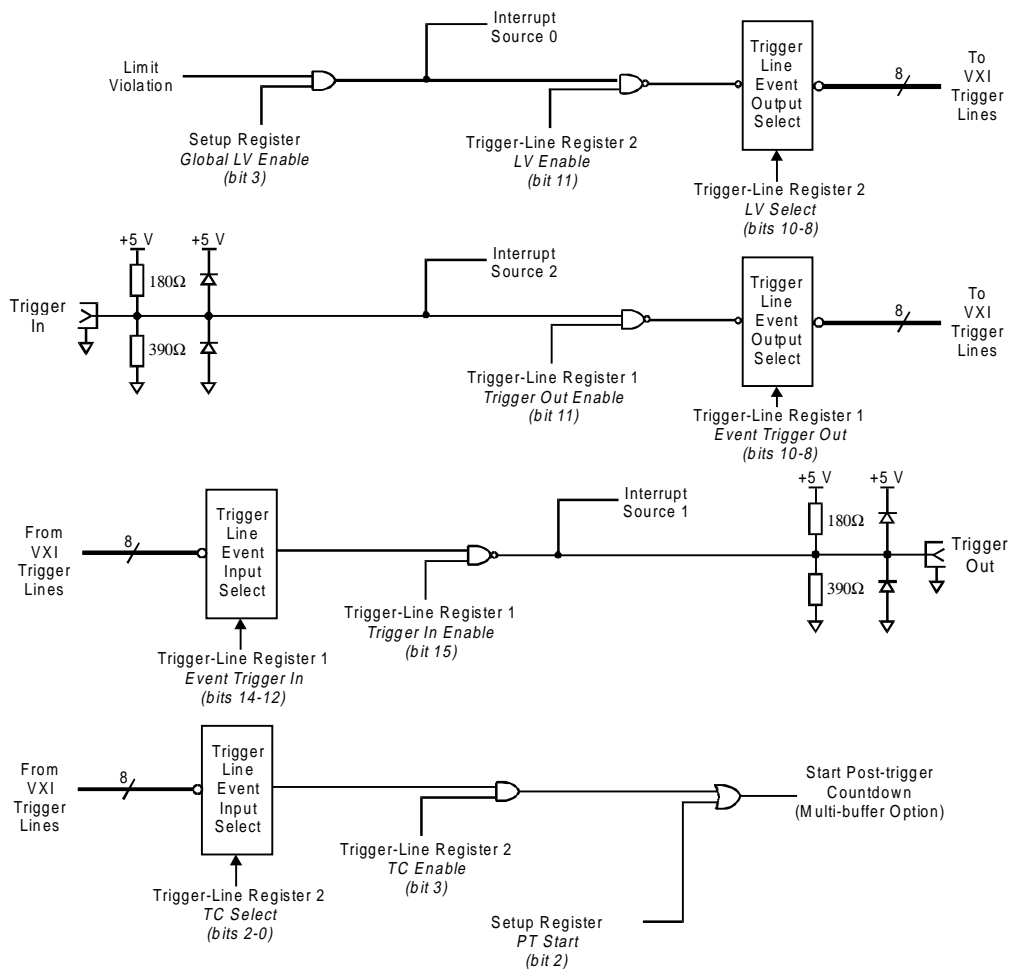 Interrupt
Source 0
Limit
Violation
Setup Register
Global LV Enable
(bit 3)
Trigger-Line Register 2
LV Enable
(bit 11)
Trigger
Line
Event
Output
Select
8
To
VXI
Trigger
Lines
Trigger-Line Register 2
LV Select
(bits 10-8)
+5 V
+5 V
180Ω
390Ω
Trigger
In
Interrupt
Source 2
Trigger-Line Register 1
Trigger Out Enable
(bit 11)
Trigger
Line
Event
Output
Select
8
To
VXI
Trigger
Lines
Trigger-Line Register 1
Event Trigger Out
(bits 10-8)
From
VXI
Trigger
Lines
8
Trigger
Line
Event
Input
Select
Trigger-Line Register 1
Event Trigger In
(bits 14-12)
Trigger-Line Register 1
Trigger In Enable
(bit 15)
Interrupt
Source 1
+5 V
+5 V
180Ω
390Ω
Trigger
Out
From
VXI
Trigger
Lines
8
Trigger
Line
Event
Input
Select
Trigger-Line Register 2
TC Select
(bits 2-0)
Trigger-Line Register 2
TC Enable
(bit 3)
Setup Register
PT Start
(bit 2)
Start Post-trigger
Countdown
(Multi-buffer Option)